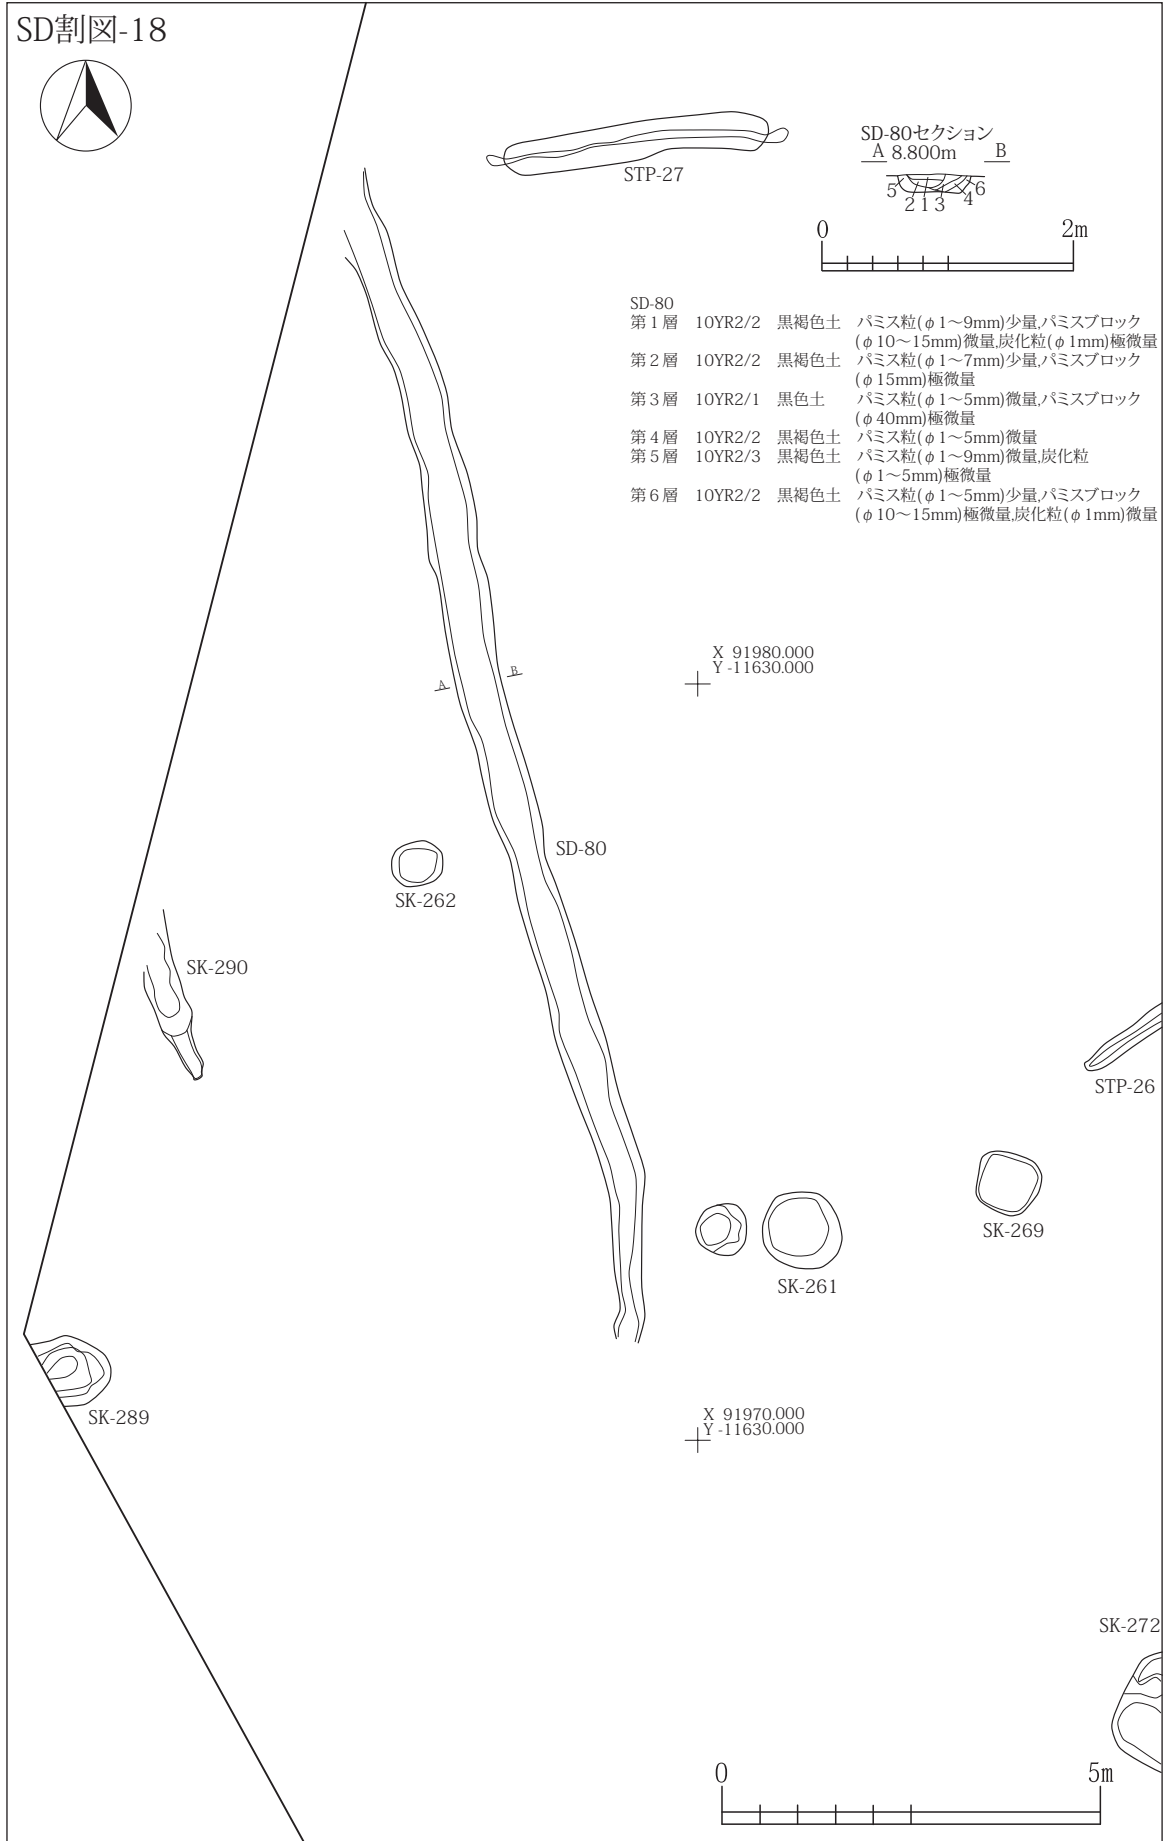 SD割図-18
STP-27
SD-80セクション
A 8.800m B
5 2 1 3 4 6
0 2m
SD-80
第1層 10YR2/2 黒褐色土 パミス粒(φ1～9mm)少量,パミスブロック
(φ10～15mm)微量,炭化粒(φ1mm)極微量
第2層 10YR2/2 黒褐色土 パミス粒(φ1～7mm)少量,パミスブロック
(φ15mm)極微量
第3層 10YR2/1 黒色土 パミス粒(φ1～5mm)微量,パミスブロック
(φ40mm)極微量
第4層 10YR2/2 黒褐色土 パミス粒(φ1～5mm)微量
第5層 10YR2/3 黒褐色土 パミス粒(φ1～9mm)微量,炭化粒
(φ1～5mm)極微量
第6層 10YR2/2 黒褐色土 パミス粒(φ1～5mm)少量,パミスブロック
(φ10～15mm)極微量,炭化粒(φ1mm)微量
X 91980.000
Y -11630.000
A B
SD-80
SK-262
SK-290
STP-26
SK-269
SK-261
SK-289
X 91970.000
Y -11630.000
SK-272
0 5m